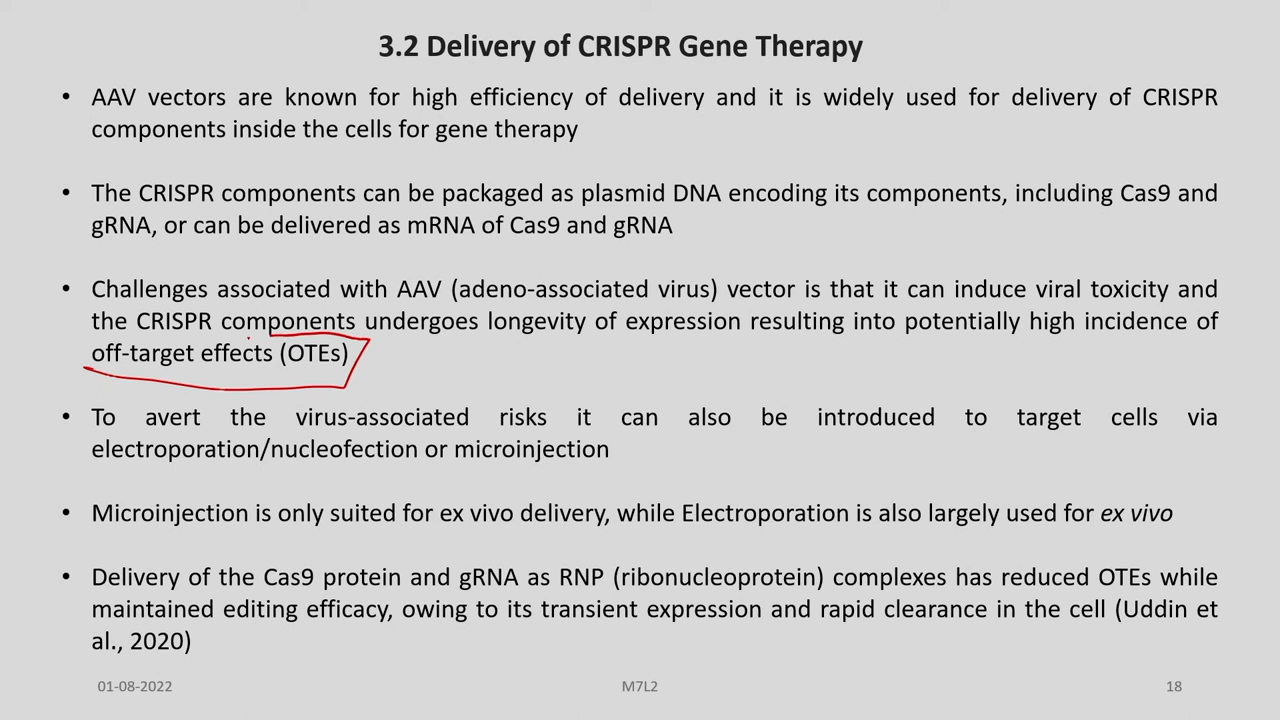 3.2 Delivery of CRISPR Gene Therapy
• AAV vectors are known for high efficiency of delivery and it is widely used for delivery of CRISPR
components inside the cells for gene therapy
• The CRISPR components can be packaged as plasmid DNA encoding its components, including Cas9 and
gRNA, or can be delivered as mRNA of Cas9 and gRNA
• Challenges associated with AAV (adeno-associated virus) vector is that it can induce viral toxicity and
the CRISPR components undergoes longevity of expression resulting into potentially high incidence of
off-target effects (OTEs)
• To avert the virus-associated risks it can also be introduced to target cells via
electroporation/nucleofection or microinjection
• Microinjection is only suited for ex vivo delivery, while Electroporation is also largely used for ex vivo
• Delivery of the Cas9 protein and gRNA as RNP (ribonucleoprotein) complexes has reduced OTEs while
maintained editing efficacy, owing to its transient expression and rapid clearance in the cell (Uddin et
al., 2020)
01-08-2022 M7L2 18